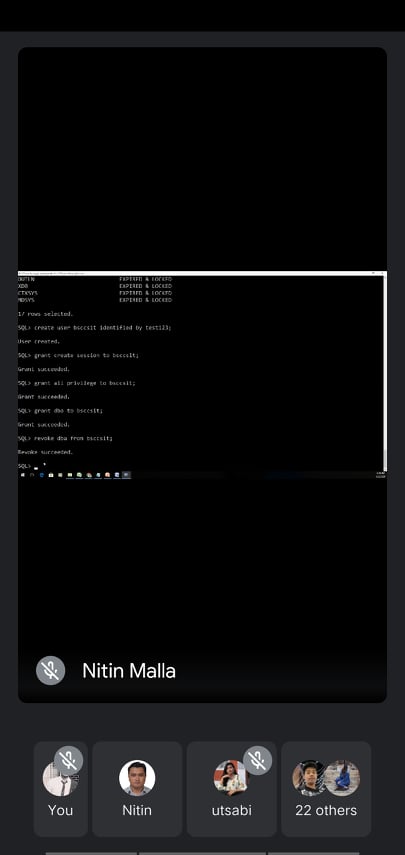 OUTLN EXPIRED & LOCKED
XDB EXPIRED & LOCKED
CTXSYS EXPIRED & LOCKED
MDSYS EXPIRED & LOCKED
17 rows selected.
SQL> create user bsccsit identified by test123;
User created.
SQL> grant create session to bsccsit;
Grant succeeded.
SQL> grant all privilege to bsccsit;
Grant succeeded.
SQL> grant dba to bsccsit;
Grant succeeded.
SQL> revoke dba from bsccsit;
Revoke succeeded.
SQL>
Nitin Malla
You
Nitin
utsabi
22 others